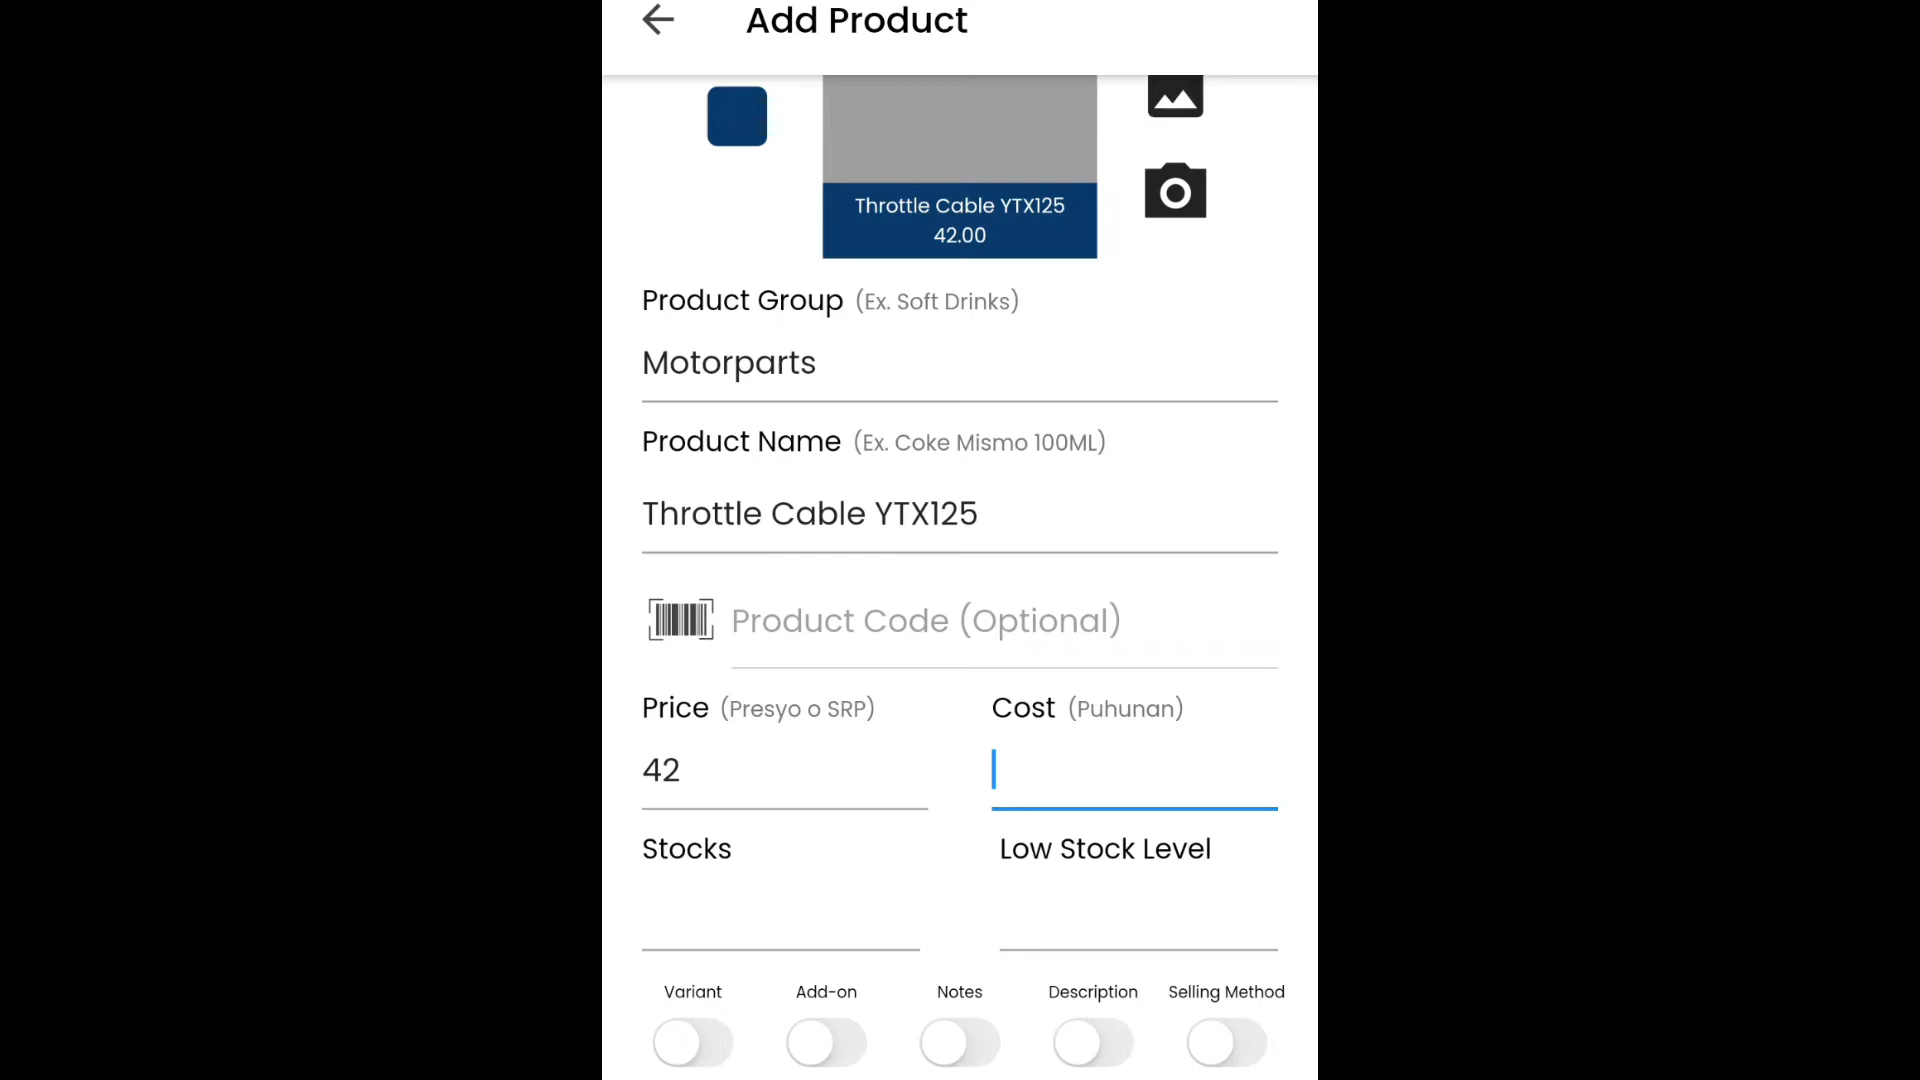 Add Product
Throttle Cable YTX125
42.00
Product Group (Ex. Soft Drinks)
Motorparts
Product Name (Ex. Coke Mismo 100ML)
Throttle Cable YTX125
Product Code (Optional)
Price (Presyo o SRP)
Cost (Puhunan)
42
Stocks
Low Stock Level
Variant
Add-on
Notes
Description
Selling Method